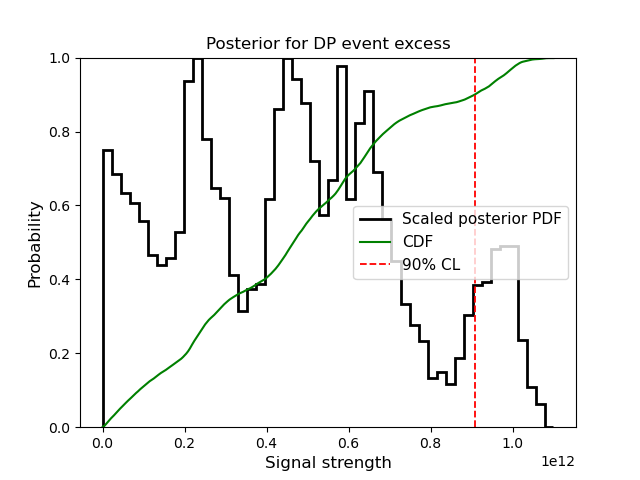 Posterior for DP event excess
Probability
1.0
0.8
0.6
0.4
0.2
0.0
Scaled posterior PDF
CDF
90% CL
0.0 0.2 0.4 0.6 0.8 1.0
1e12
Signal strength